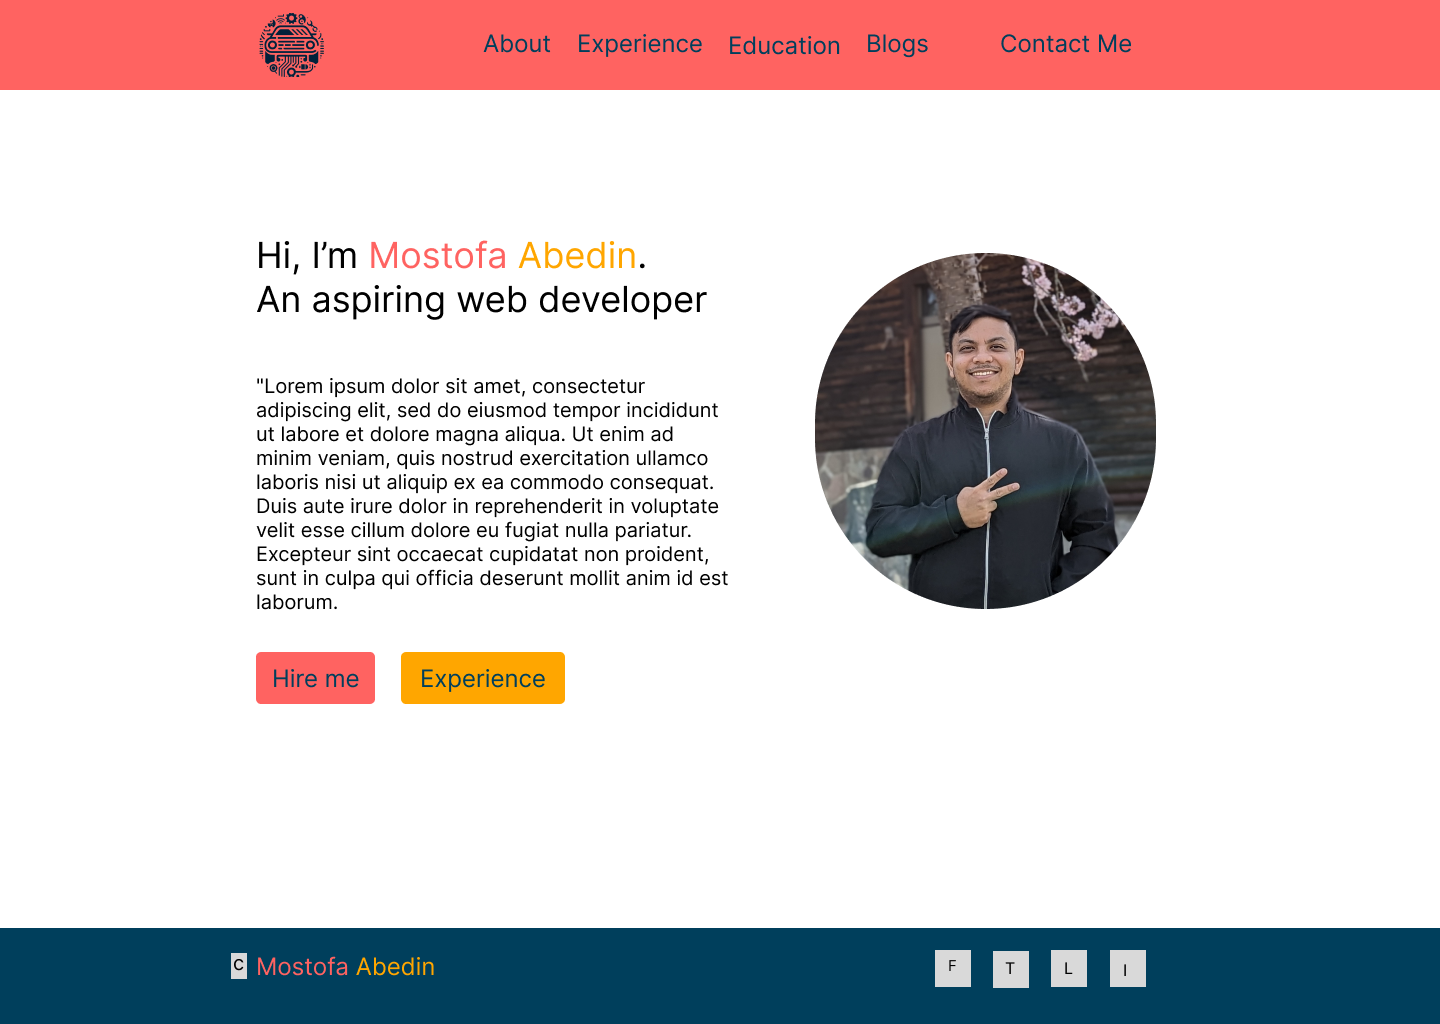 About Experience Education Blogs Contact Me
Hi, I’m Mostofa Abedin.
An aspiring web developer
"Lorem ipsum dolor sit amet, consectetur
adipiscing elit, sed do eiusmod tempor incididunt
ut labore et dolore magna aliqua. Ut enim ad
minim veniam, quis nostrud exercitation ullamco
laboris nisi ut aliquip ex ea commodo consequat.
Duis aute irure dolor in reprehenderit in voluptate
velit esse cillum dolore eu fugiat nulla pariatur.
Excepteur sint occaecat cupidatat non proident,
sunt in culpa qui officia deserunt mollit anim id est
laborum.
Hire me Experience
C Mostofa Abedin F T L I